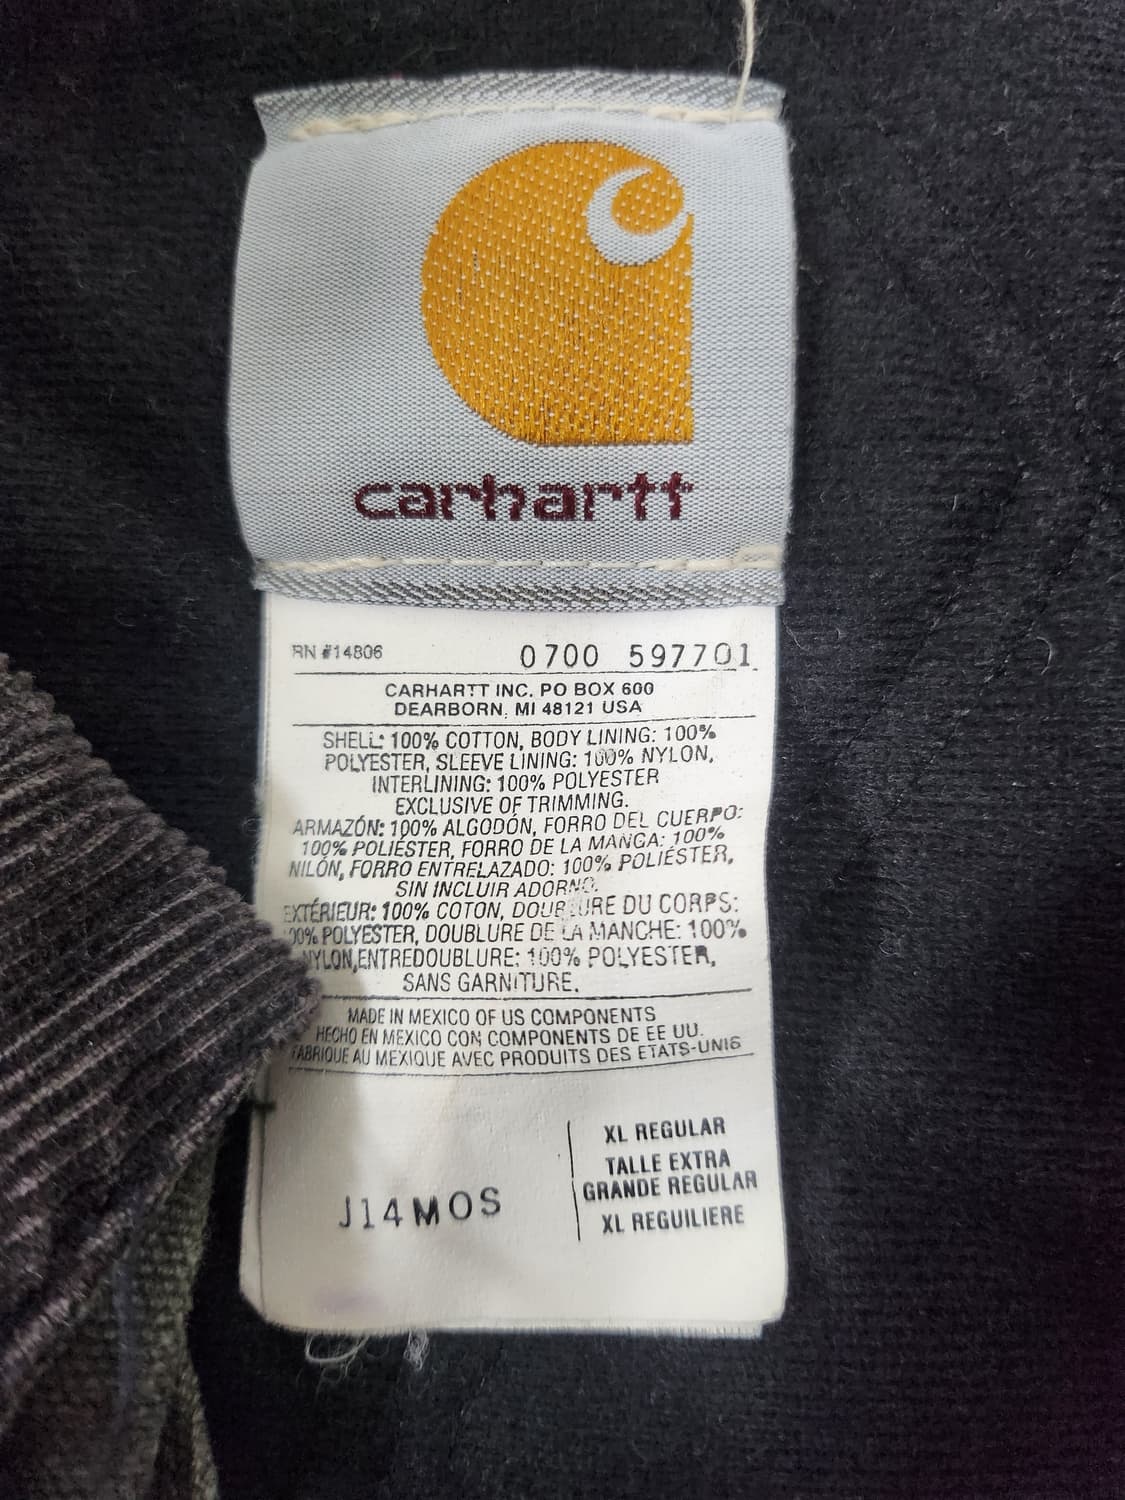 carhartt
RN #14806 0700 597701
CARHARTT INC. PO BOX 600
DEARBORN, MI 48121 USA
SHELL: 100% COTTON, BODY LINING: 100%
POLYESTER, SLEEVE LINING: 100% NYLON,
INTERLINING: 100% POLYESTER
EXCLUSIVE OF TRIMMING.
ARMAZÓN: 100% ALGODÓN, FORRO DEL CUERPO:
100% POLIÉSTER, FORRO DE LA MANGA: 100%
NILÓN, FORRO ENTRELAZADO: 100% POLIÉSTER,
SIN INCLUIR ADORNO.
EXTÉRIEUR: 100% COTON, DOUBLURE DU CORPS:
100% POLYESTER, DOUBLURE DE LA MANCHE: 100%
NYLON,ENTREDOUBLURE: 100% POLYESTER,
SANS GARNITURE.
MADE IN MEXICO OF US COMPONENTS
HECHO EN MEXICO CON COMPONENTS DE EE UU.
FABRIQUE AU MEXIQUE AVEC PRODUITS DES ETATS-UNIS
J14MOS
XL REGULAR
TALLE EXTRA
GRANDE REGULAR
XL REGUILIERE